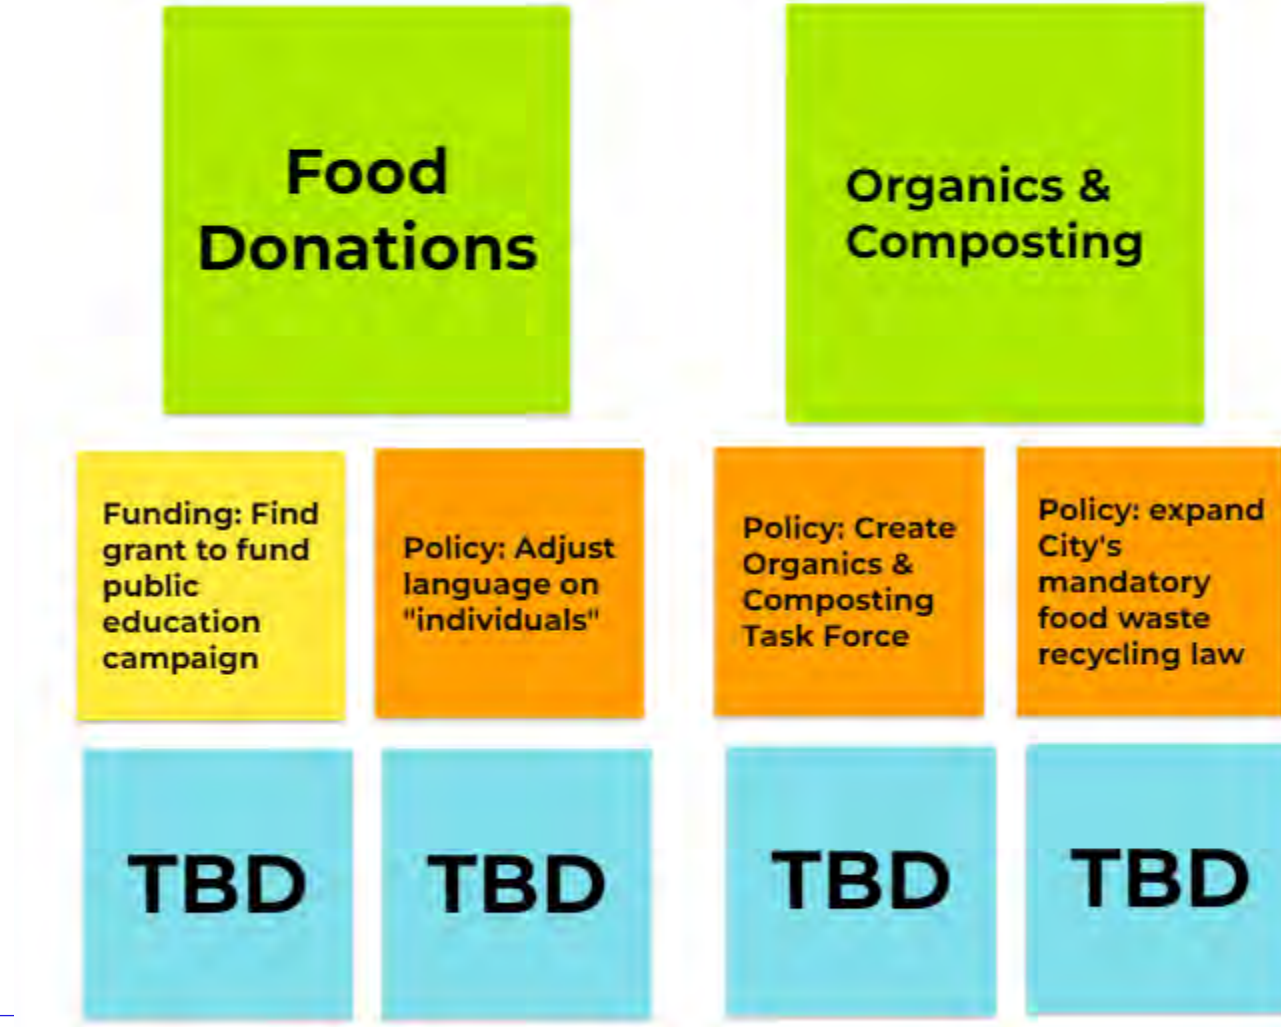 Food
Donations
Organics &
Composting
Funding: Find
grant to fund
public
education
campaign
Policy: Adjust
language on
"individuals"
Policy: Create
Organics &
Composting
Task Force
Policy: expand
City's
mandatory
food waste
recycling law
TBD
TBD
TBD
TBD